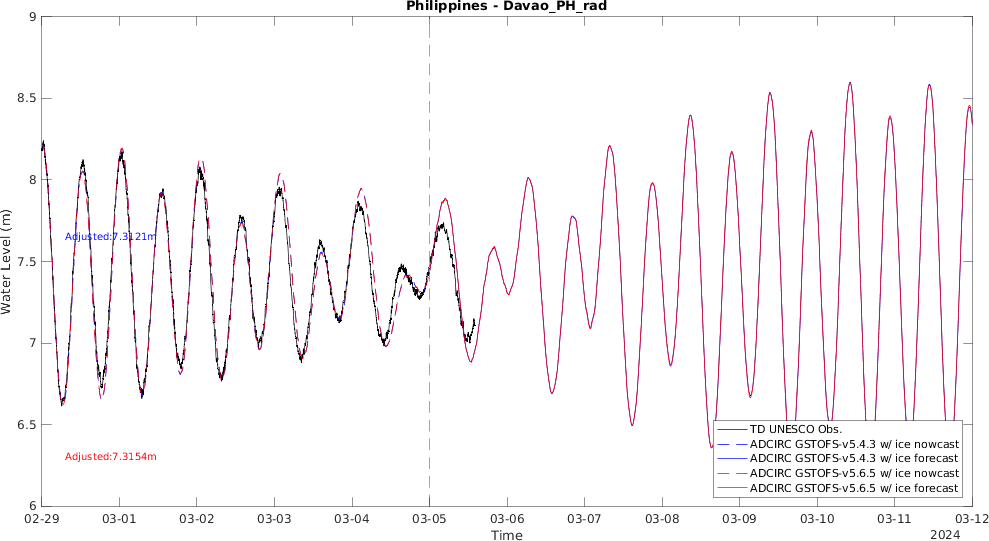 Philippines - Davao_PH_rad
9
8.5
8
7.5
7
6.5
6
Water Level (m)
Adjusted:7.3121m
Adjusted:7.3154m
TD UNESCO Obs.
ADCIRC GSTOFS-v5.4.3 w/ ice nowcast
ADCIRC GSTOFS-v5.4.3 w/ ice forecast
ADCIRC GSTOFS-v5.6.5 w/ ice nowcast
ADCIRC GSTOFS-v5.6.5 w/ ice forecast
02-29 03-01 03-02 03-03 03-04 03-05 03-06 03-07 03-08 03-09 03-10 03-11 03-12
Time
2024